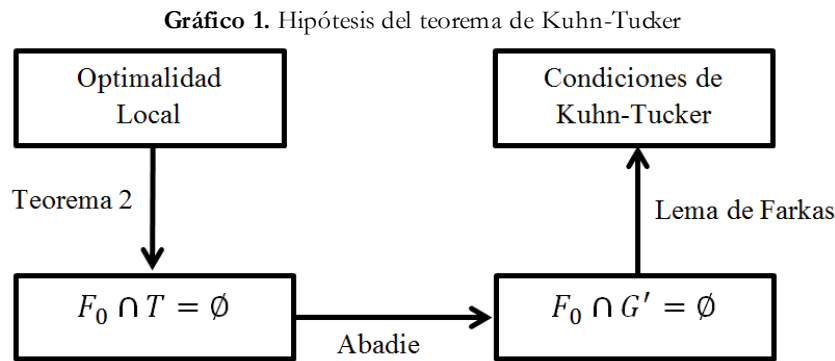 Gráfico 1. Hipótesis del teorema de Kuhn-Tucker
Optimalidad
Local
Condiciones de
Kuhn-Tucker
Teorema 2
Lema de Farkas
F₀ ∩ T = ∅
F₀ ∩ G′ = ∅
Abadie